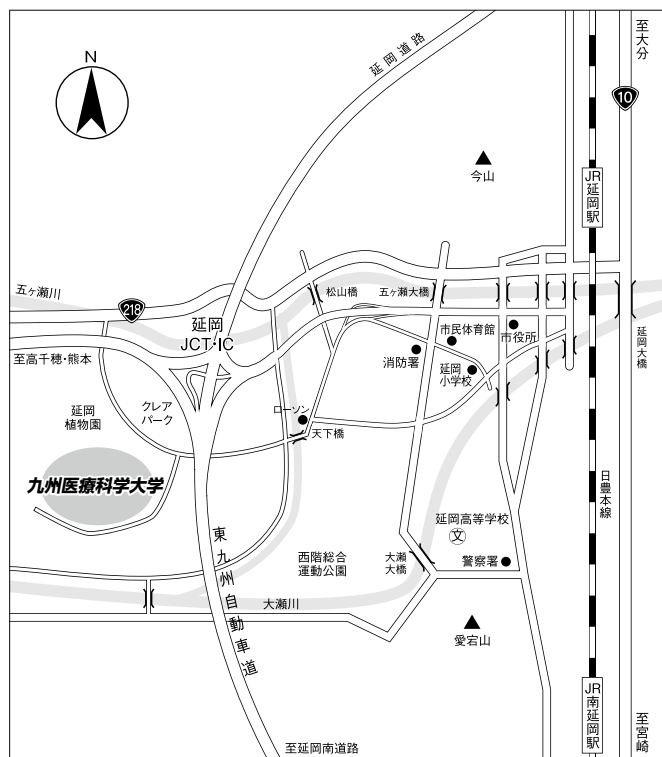 N
延岡道路
至大分
10
今山
JR延岡駅
五ヶ瀬川
218
松山橋
五ヶ瀬大橋
延岡
JCT・IC
市民体育館
市役所
延岡大橋
至高千穂・熊本
消防署
延岡
小学校
クレア
パーク
延岡
植物園
ローソン
天下橋
九州医療科学大学
日豊本線
東九州自動車道
西階総合
運動公園
大瀬
大橋
延岡高等学校
文
警察署
大瀬川
愛宕山
JR南延岡駅
至宮崎
至延岡南道路